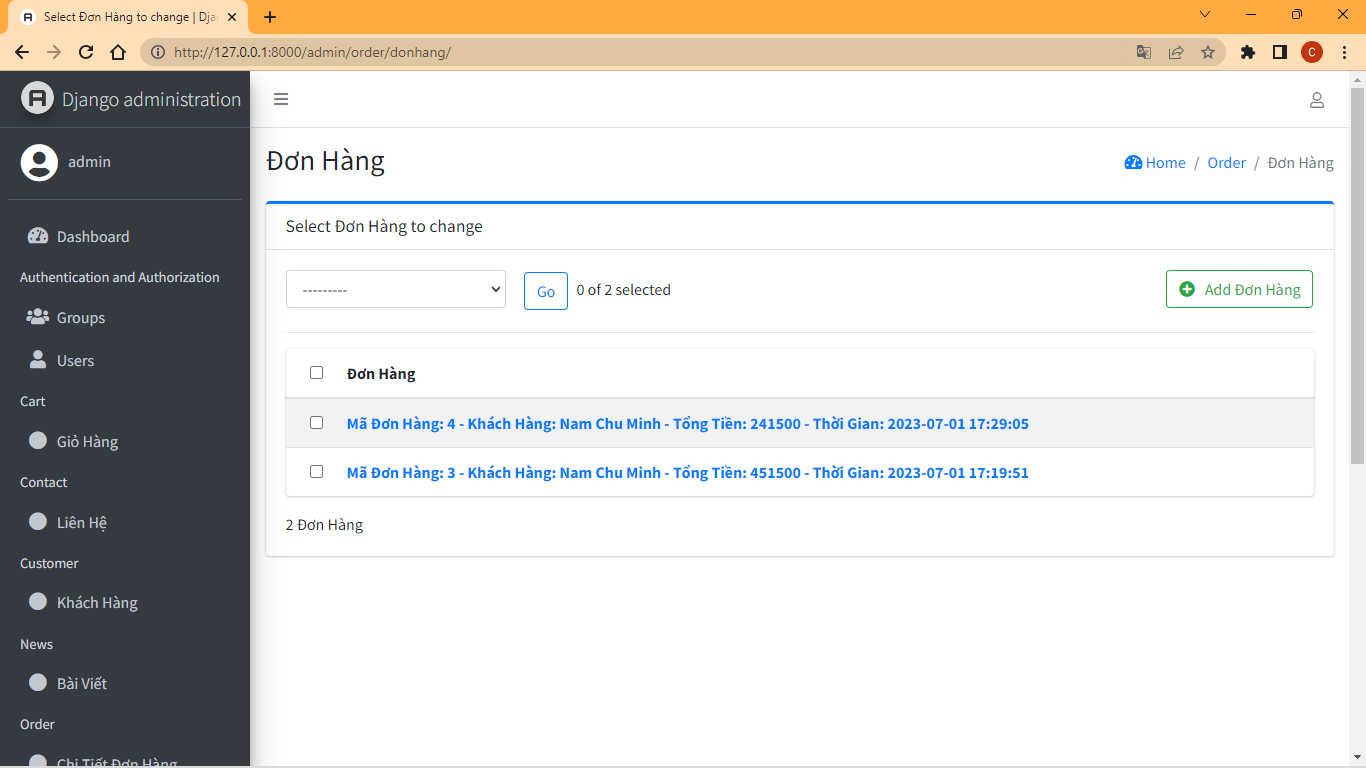 Select Đơn Hàng to change | Dja
http://127.0.0.1:8000/admin/order/donhang/
C
Django administration
admin
Dashboard
Authentication and Authorization
Groups
Users
Cart
Giỏ Hàng
Contact
Liên Hệ
Customer
Khách Hàng
News
Bài Viết
Order
Chi Tiết Đơn Hàng
Đơn Hàng
Home / Order / Đơn Hàng
Select Đơn Hàng to change
---------
Go
0 of 2 selected
Add Đơn Hàng
Đơn Hàng
Mã Đơn Hàng: 4 - Khách Hàng: Nam Chu Minh - Tổng Tiền: 241500 - Thời Gian: 2023-07-01 17:29:05
Mã Đơn Hàng: 3 - Khách Hàng: Nam Chu Minh - Tổng Tiền: 451500 - Thời Gian: 2023-07-01 17:19:51
2 Đơn Hàng